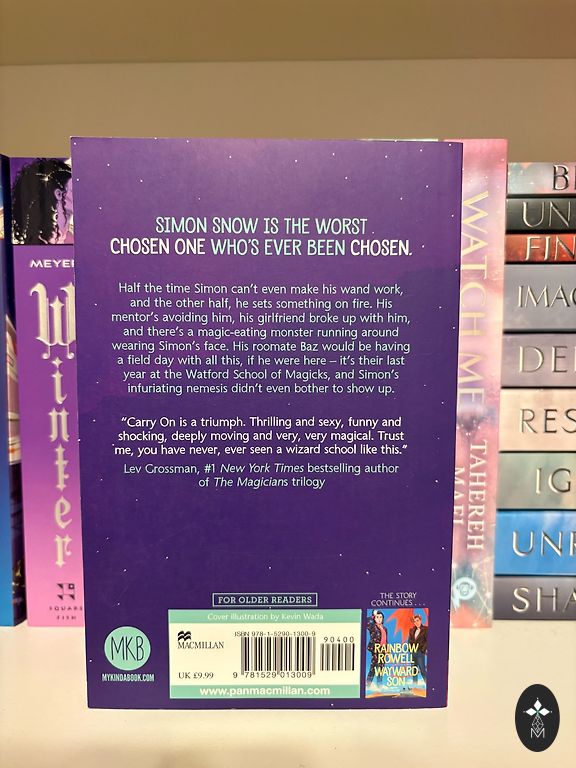 SIMON SNOW IS THE WORST
CHOSEN ONE WHO'S EVER BEEN CHOSEN.
Half the time Simon can't even make his wand work,
and the other half, he sets something on fire. His
mentor's avoiding him, his girlfriend broke up with him,
and there's a magic-eating monster running around
wearing Simon's face. His roomate Baz would be having
a field day with all this, if he were here – it's their last
year at the Watford School of Magicks, and Simon's
infuriating nemesis didn't even bother to show up.
"Carry On is a triumph. Thrilling and sexy, funny and
shocking, deeply moving and very, very magical. Trust
me, you have never, ever seen a wizard school like this."
Lev Grossman, #1 New York Times bestselling author
of The Magicians trilogy
FOR OLDER READERS
Cover illustration by Kevin Wada
MACMILLAN
ISBN 978-1-5290-1300-9
90400
UK £9.99
9 781529 013009
www.panmacmillan.com
MKB
MYKINDABOOK.COM
THE STORY
CONTINUES . . .
RAINBOW
ROWELL
WAYWARD
SON
MEYER
Winter
SQUARE
FISH
WATCH ME
TAHEREH
MAFI
B
UN
FIN
IMAG
DE
RES
IG
UNR
SHA
M